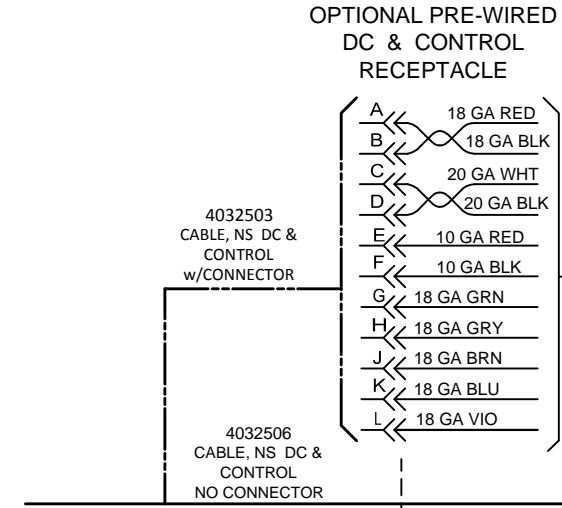 OPTIONAL PRE-WIRED
DC & CONTROL
RECEPTACLE
A 18 GA RED
B 18 GA BLK
C 20 GA WHT
D 20 GA BLK
E 10 GA RED
F 10 GA BLK
G 18 GA GRN
H 18 GA GRY
J 18 GA BRN
K 18 GA BLU
L 18 GA VIO
4032503
CABLE, NS DC &
CONTROL
w/CONNECTOR
4032506
CABLE, NS DC &
CONTROL
NO CONNECTOR